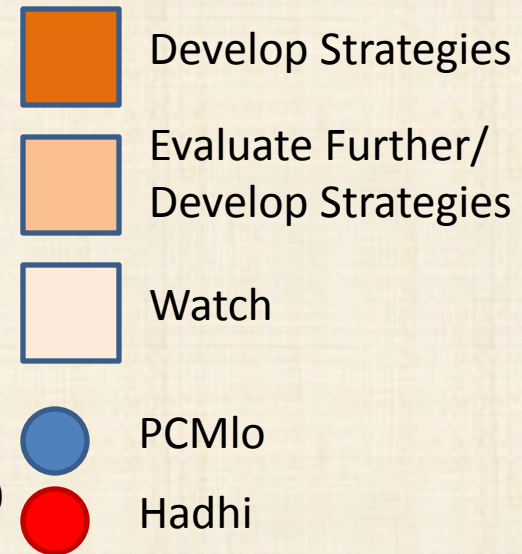 Develop Strategies
Evaluate Further/
Develop Strategies
Watch
PCMlo
)
Hadhi